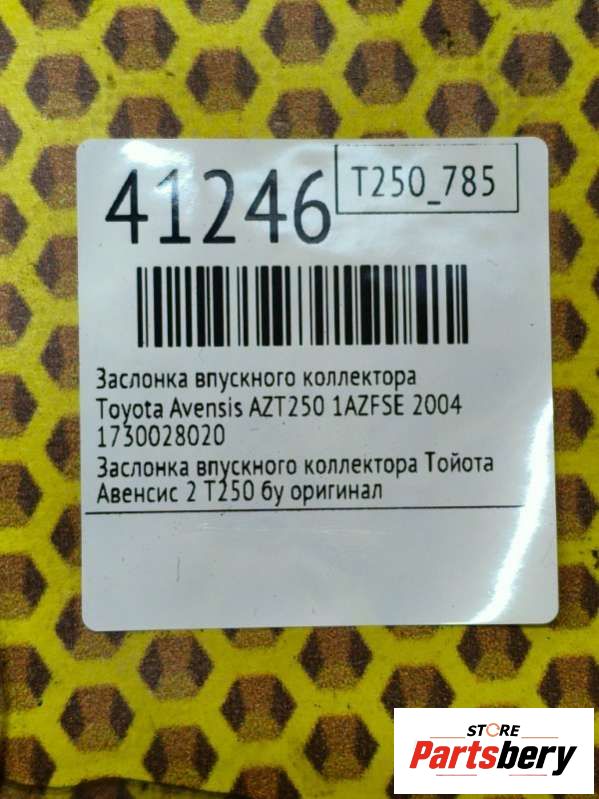 41246
T250_785
Заслонка впускного коллектора
Toyota Avensis AZT250 1AZFSE 2004
1730028020
Заслонка впускного коллектора Тойота
Авенсис 2 Т250 бу оригинал
STORE
Partsbery